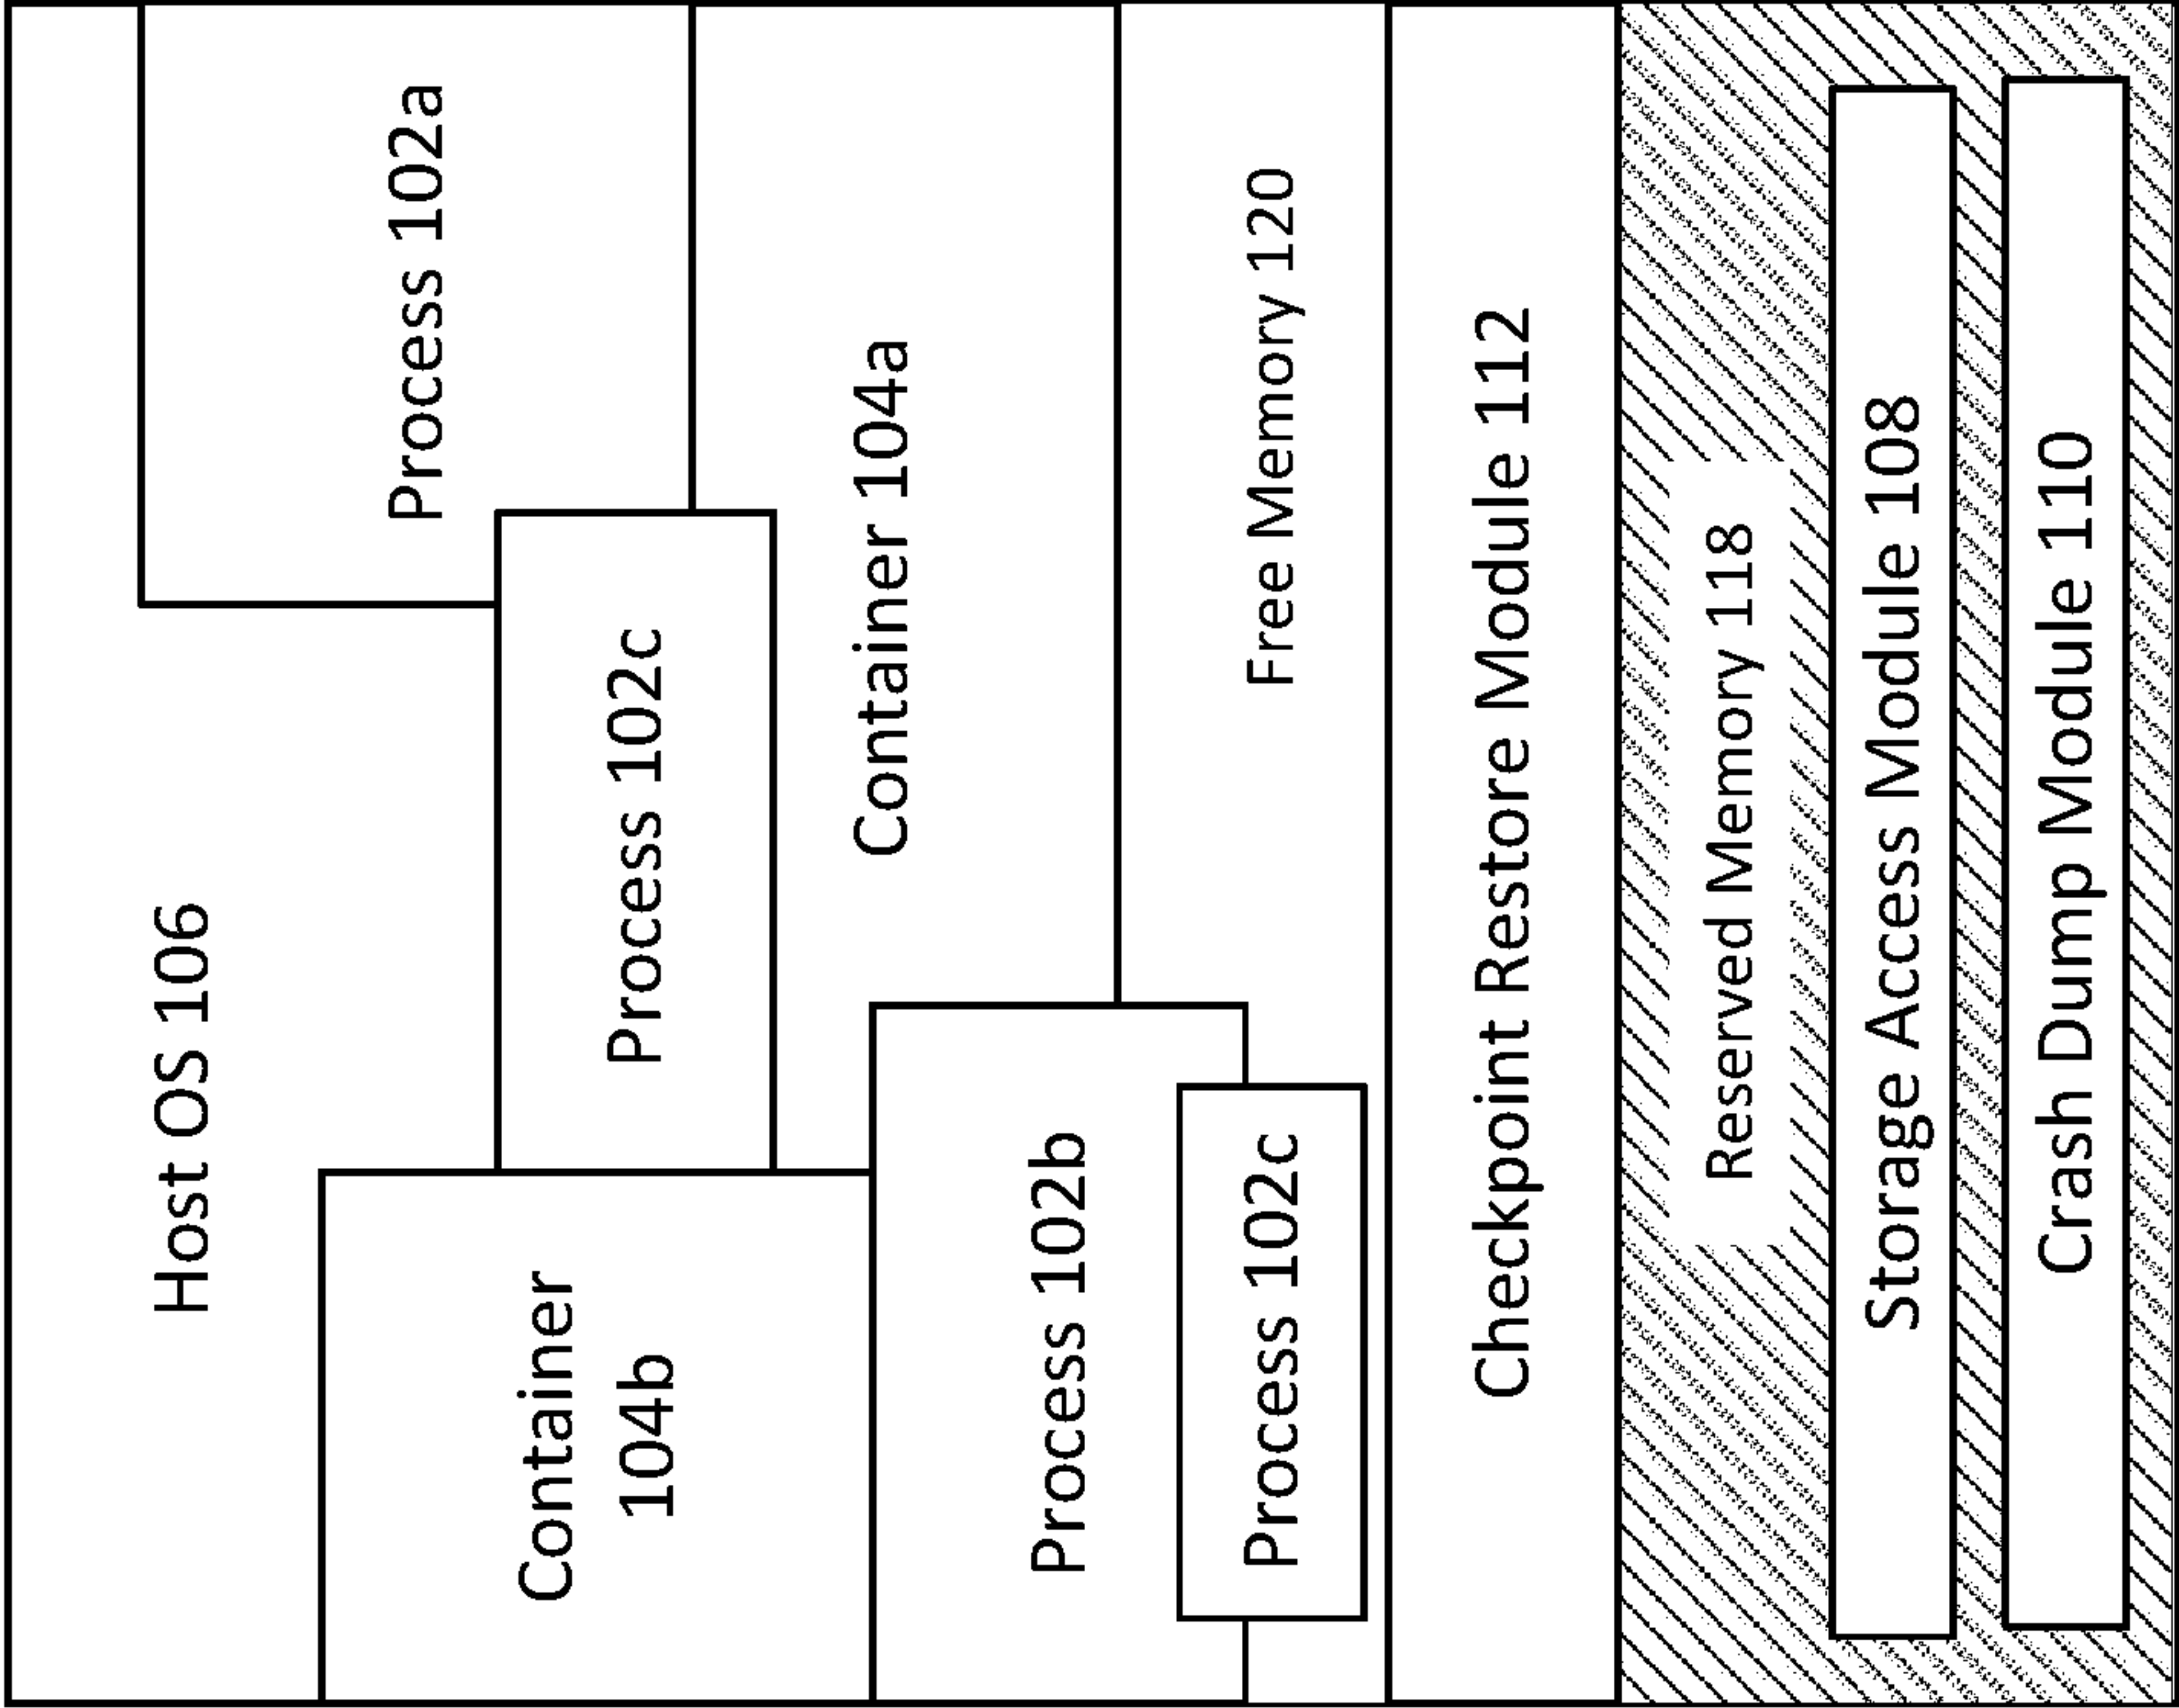 Host OS 106
Process 102a
Container
104b
Process 102c
Container 104a
Process 102b
Free Memory 120
Process 102c
Checkpoint Restore Module 112
Reserved Memory 118
Storage Access Module 108
Crash Dump Module 110